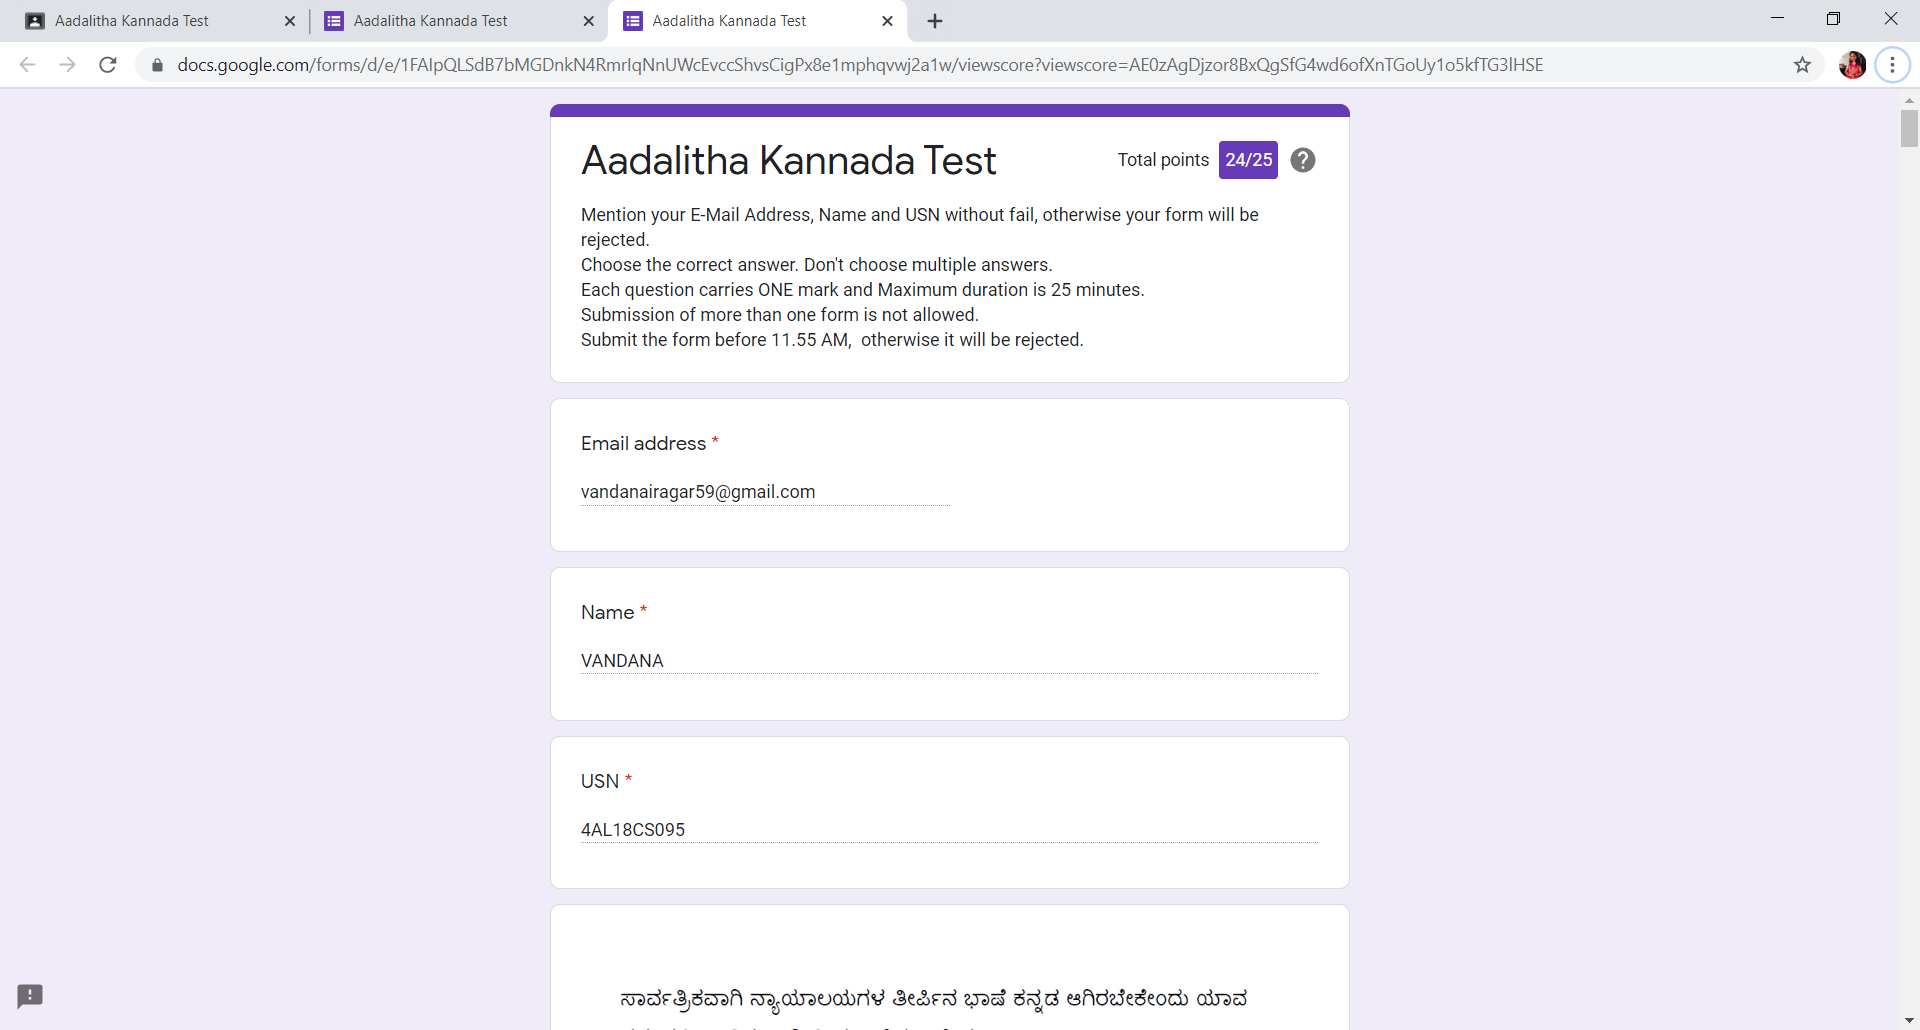 Aadalitha Kannada Test
Aadalitha Kannada Test
Aadalitha Kannada Test
docs.google.com/forms/d/e/1FAIpQLSdB7bMGDnkN4RmrIqNnUWcEvccShvsCigPx8e1mphqvwj2a1w/viewscore?viewscore=AE0zAgDjzor8BxQgSfG4wd6ofXnTGoUy1o5kfTG3lHSE
Aadalitha Kannada Test
Total points 24/25
Mention your E-Mail Address, Name and USN without fail, otherwise your form will be
rejected.
Choose the correct answer. Don't choose multiple answers.
Each question carries ONE mark and Maximum duration is 25 minutes.
Submission of more than one form is not allowed.
Submit the form before 11.55 AM,  otherwise it will be rejected.
Email address *
vandanairagar59@gmail.com
Name *
VANDANA
USN *
4AL18CS095
ಸಾರ್ವತ್ರಿಕವಾಗಿ ನ್ಯಾಯಾಲಯಗಳ ತೀರ್ಪಿನ ಭಾಷೆ ಕನ್ನಡ ಆಗಿರಬೇಕೇಂದು ಯಾವ